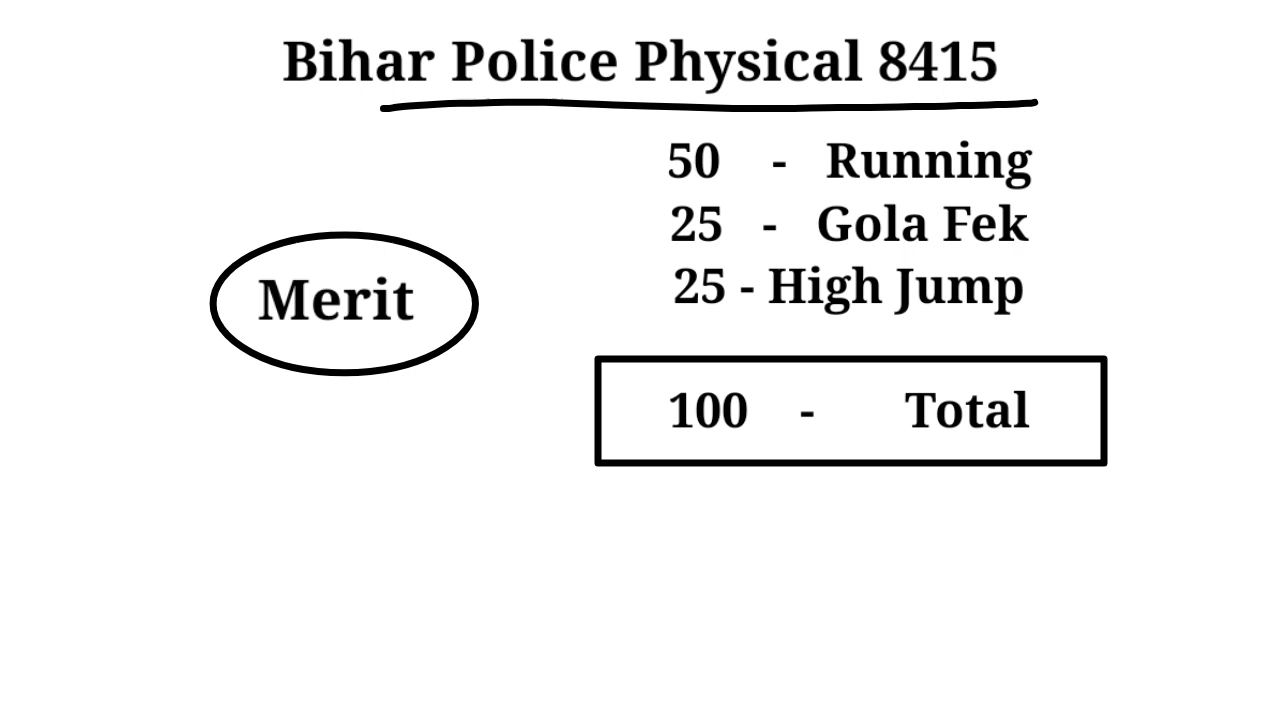 Bihar Police Physical 8415
50 - Running
25 - Gola Fek
25 - High Jump
Merit
100 - Total